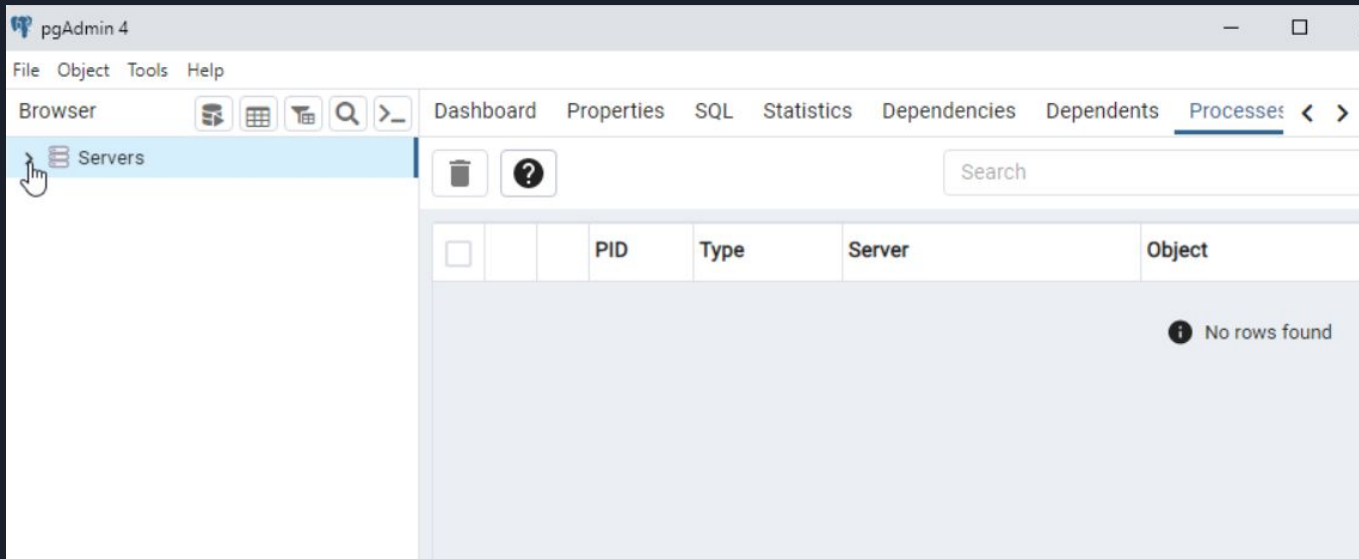 pgAdmin 4
File Object Tools Help
Browser
Dashboard Properties SQL Statistics Dependencies Dependents Processes
Servers
Search
PID Type Server Object
No rows found